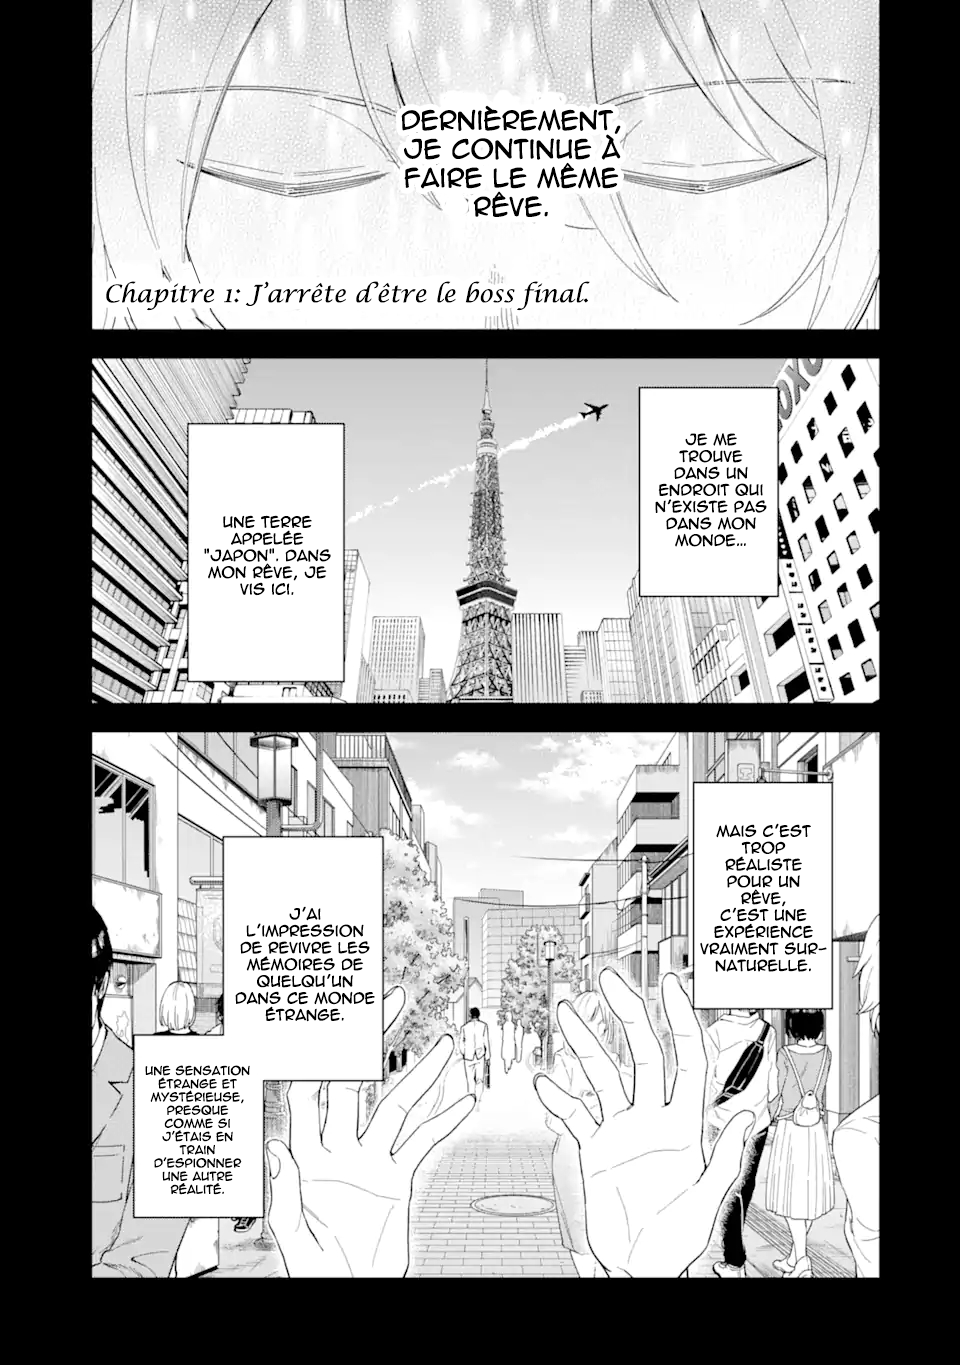 DERNIÈREMENT,
JE CONTINUE À
FAIRE LE MÊME
RÊVE.
Chapitre 1: J'arrête d'être le boss final.
JE ME
TROUVE
DANS UN
ENDROIT QUI
N'EXISTE PAS
DANS MON
MONDE...
UNE TERRE
APPELÉE
"JAPON". DANS
MON RÊVE, JE
VIS ICI.
MAIS C'EST
TROP
RÉALISTE
POUR UN
RÊVE,
C'EST UNE
EXPÉRIENCE
VRAIMENT SUR-
NATURELLE.
J'AI
L'IMPRESSION
DE REVIVRE LES
MÉMOIRES DE
QUELQU'UN
DANS CE MONDE
ÉTRANGE.
UNE SENSATION
ÉTRANGE ET
MYSTÉRIEUSE,
PRESQUE
COMME SI
J'ÉTAIS EN
TRAIN
D'ESPIONNER
UNE AUTRE
RÉALITÉ.